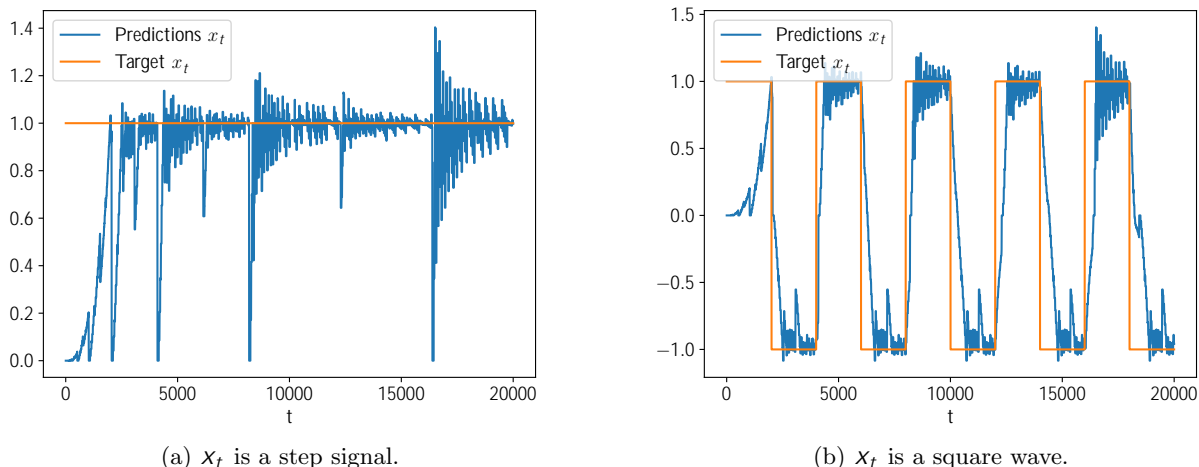 1.4
1.2
1.0
0.8
0.6
0.4
0.2
0.0
Predictions x_t
Target x_t
0 5000 10000 15000 20000
t
(a) x_t is a step signal.
1.5
1.0
0.5
0.0
−0.5
−1.0
Predictions x_t
Target x_t
0 5000 10000 15000 20000
t
(b) x_t is a square wave.